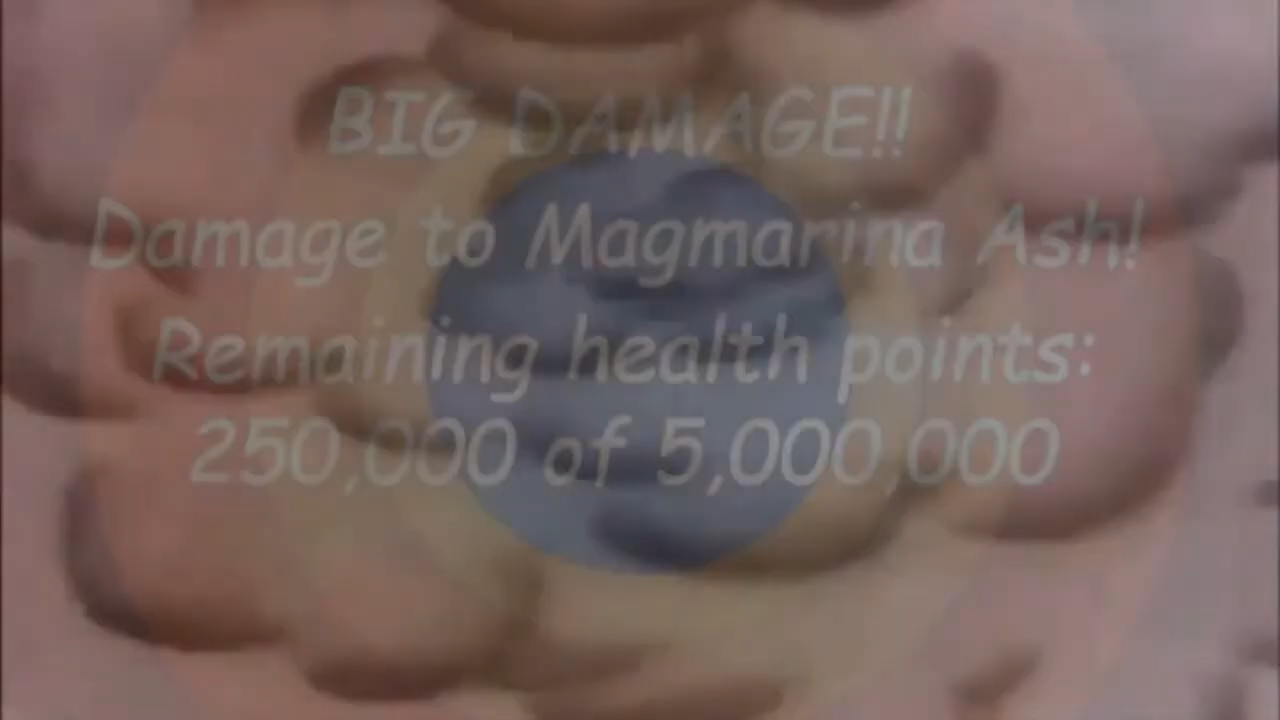 BIG DAMAGE!!
Damage to Magmarina Ash!
Remaining health points:
250,000 of 5,000,000